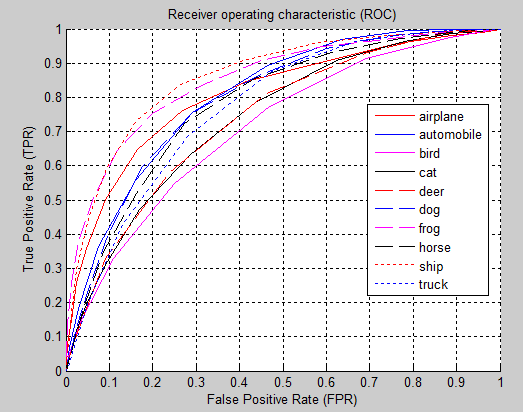 Receiver operating characteristic (ROC)
True Positive Rate (TPR)
1
0.9
0.8
0.7
0.6
0.5
0.4
0.3
0.2
0.1
0
airplane
automobile
bird
cat
deer
dog
frog
horse
ship
truck
0 0.1 0.2 0.3 0.4 0.5 0.6 0.7 0.8 0.9 1
False Positive Rate (FPR)